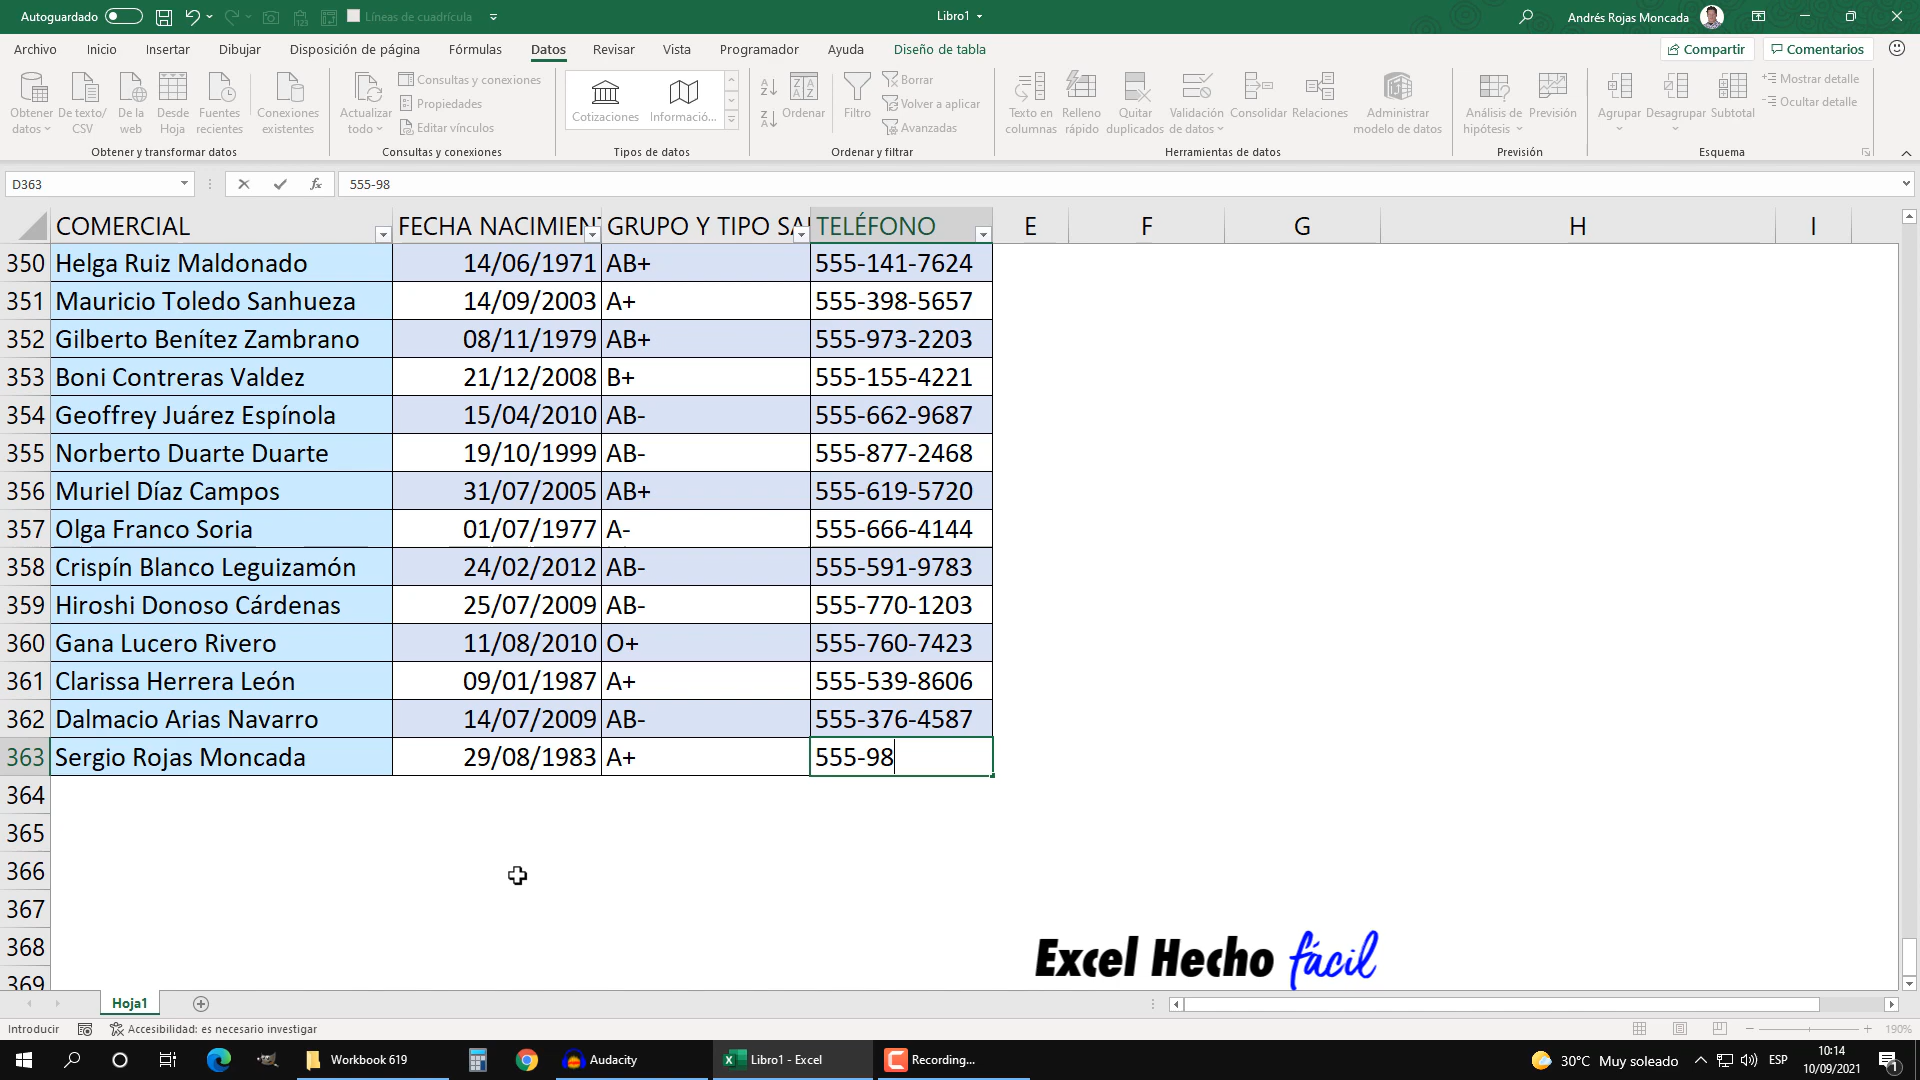 Autoguardado
Líneas de cuadrícula
Libro1
Andrés Rojas Moncada
Archivo Inicio Insertar Dibujar Disposición de página Fórmulas Datos Revisar Vista Programador Ayuda Diseño de tabla
Compartir Comentarios
Obtener datos
De texto/CSV
De la web
Desde Hoja
Fuentes recientes
Conexiones existentes
Obtener y transformar datos
Actualizar todo
Consultas y conexiones
Propiedades
Editar vínculos
Consultas y conexiones
Cotizaciones
Informació...
Tipos de datos
Ordenar
Filtro
Borrar
Volver a aplicar
Avanzadas
Ordenar y filtrar
Texto en columnas
Relleno rápido
Quitar duplicados
Validación de datos
Consolidar
Relaciones
Administrar modelo de datos
Herramientas de datos
Análisis de hipótesis
Previsión
Previsión
Agrupar
Desagrupar
Subtotal
Mostrar detalle
Ocultar detalle
Esquema
D363
fx
555-98
COMERCIAL FECHA NACIMIENT GRUPO Y TIPO SA TELÉFONO E F G H I
350 Helga Ruiz Maldonado 14/06/1971 AB+ 555-141-7624
351 Mauricio Toledo Sanhueza 14/09/2003 A+ 555-398-5657
352 Gilberto Benítez Zambrano 08/11/1979 AB+ 555-973-2203
353 Boni Contreras Valdez 21/12/2008 B+ 555-155-4221
354 Geoffrey Juárez Espínola 15/04/2010 AB- 555-662-9687
355 Norberto Duarte Duarte 19/10/1999 AB- 555-877-2468
356 Muriel Díaz Campos 31/07/2005 AB+ 555-619-5720
357 Olga Franco Soria 01/07/1977 A- 555-666-4144
358 Crispín Blanco Leguizamón 24/02/2012 AB- 555-591-9783
359 Hiroshi Donoso Cárdenas 25/07/2009 AB- 555-770-1203
360 Gana Lucero Rivero 11/08/2010 O+ 555-760-7423
361 Clarissa Herrera León 09/01/1987 A+ 555-539-8606
362 Dalmacio Arias Navarro 14/07/2009 AB- 555-376-4587
363 Sergio Rojas Moncada 29/08/1983 A+ 555-98
364
365
366
367
368
369
Excel Hecho fácil
Hoja1
Introducir Accesibilidad: es necesario investigar 190%
Workbook 619
Audacity
Libro1 - Excel
Recording...
30°C Muy soleado
ESP
10:14
10/09/2021
1